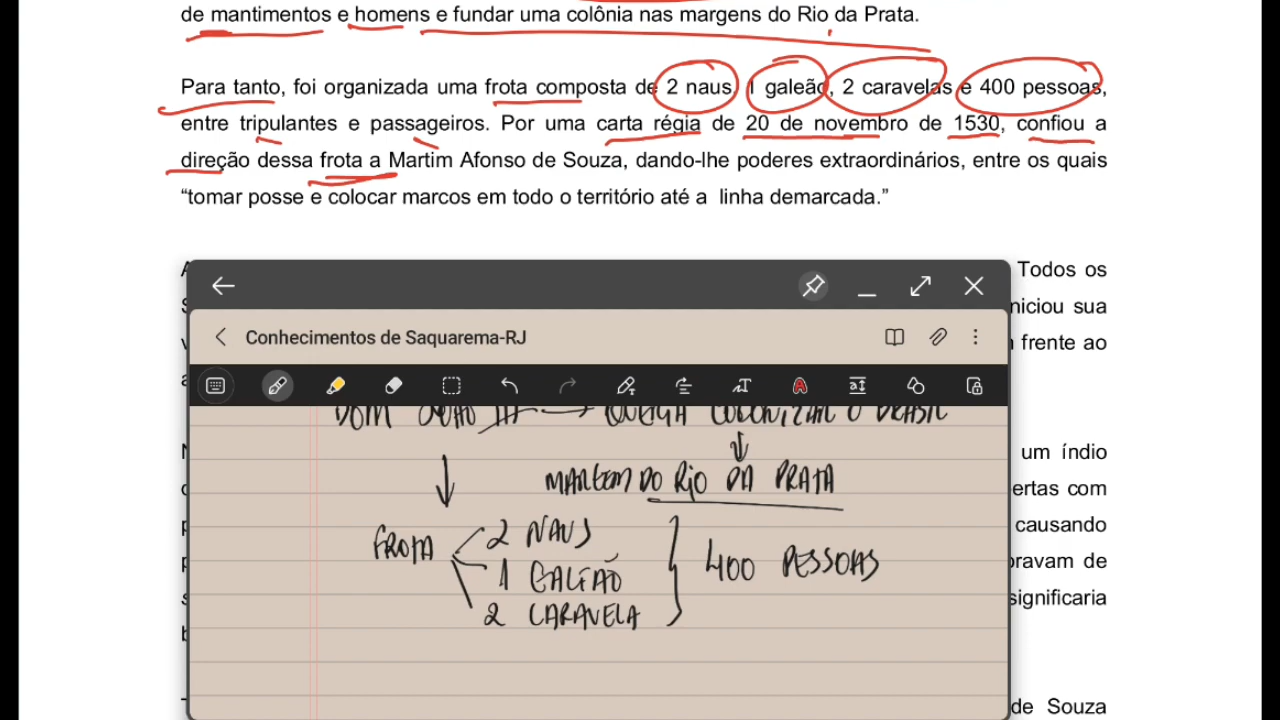 de mantimentos e homens e fundar uma colônia nas margens do Rio da Prata.
Para tanto, foi organizada uma frota composta de 2 naus, 1 galeão, 2 caravelas e 400 pessoas,
entre tripulantes e passageiros. Por uma carta régia de 20 de novembro de 1530, confiou a
direção dessa frota a Martim Afonso de Souza, dando-lhe poderes extraordinários, entre os quais
“tomar posse e colocar marcos em todo o território até a linha demarcada.”
Todos os
niciou sua
frente ao
Conhecimentos de Saquarema-RJ
DOM JOÃO III → QUERIA COLONIZAR O BRASIL
MARGEM DO RIO DA PRATA
um índio
ertas com
FROTA
2 NAUS
causando
1 GALEÃO
400 PESSOAS
oravam de
2 CARAVELA
significaria
de Souza